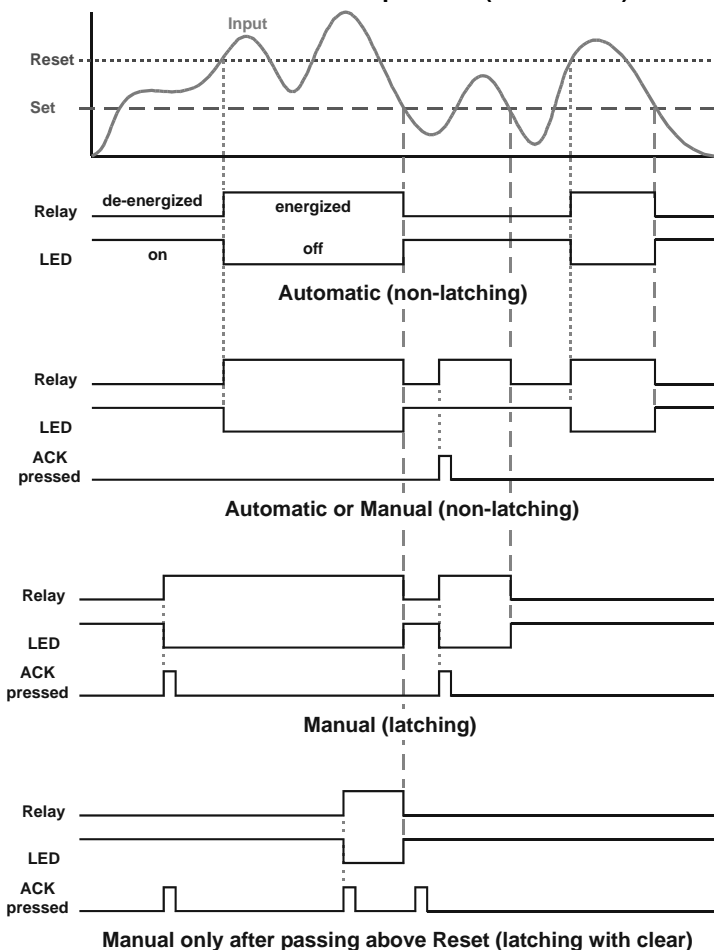 Input
Reset
Set
Relay
de-energized
energized
LED
on
off
Automatic (non-latching)
Relay
LED
ACK
pressed
Automatic or Manual (non-latching)
Relay
LED
ACK
pressed
Manual (latching)
Relay
LED
ACK
pressed
Manual only after passing above Reset (latching with clear)